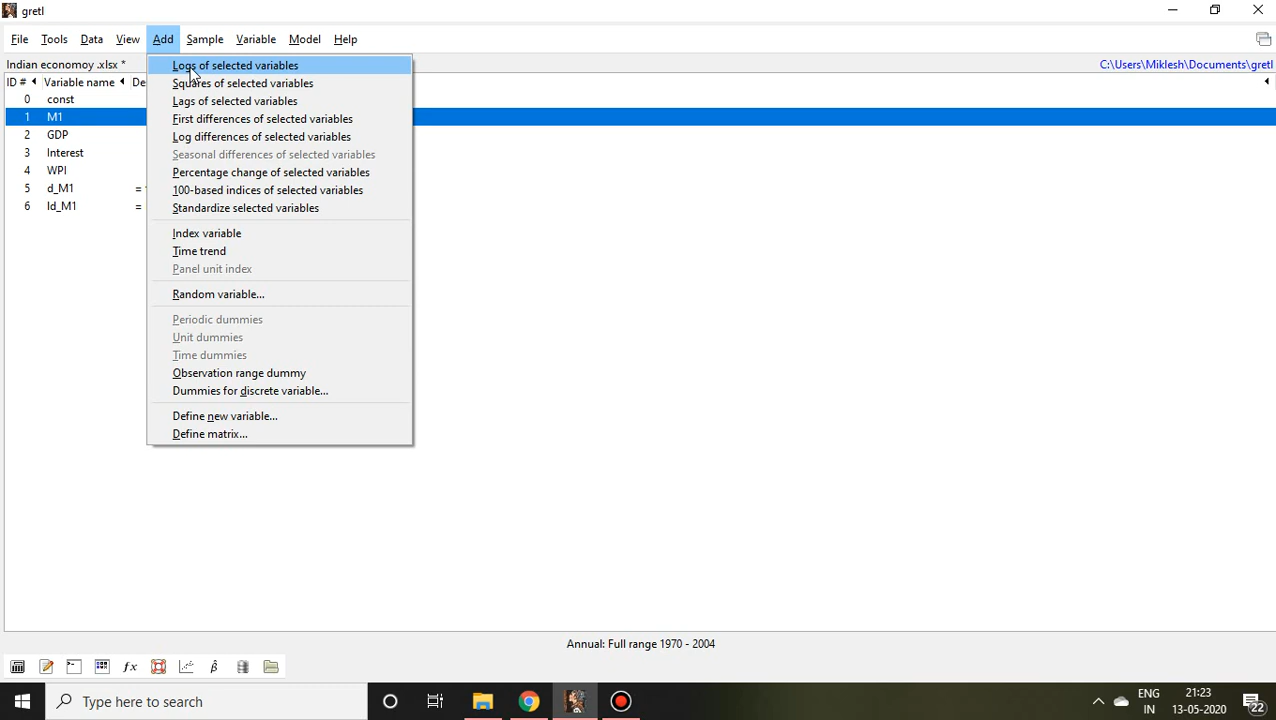 gretl
File Tools Data View Add Sample Variable Model Help
Indian economoy .xlsx * C:\Users\Miklesh\Documents\gretl
ID # Variable name De
0 const
1 M1
2 GDP
3 Interest
4 WPI
5 d_M1 =
6 ld_M1 =
Logs of selected variables
Squares of selected variables
Lags of selected variables
First differences of selected variables
Log differences of selected variables
Seasonal differences of selected variables
Percentage change of selected variables
100-based indices of selected variables
Standardize selected variables
Index variable
Time trend
Panel unit index
Random variable...
Periodic dummies
Unit dummies
Time dummies
Observation range dummy
Dummies for discrete variable...
Define new variable...
Define matrix...
Annual: Full range 1970 - 2004
fx β
Type here to search
ENG 21:23
IN 13-05-2020 22